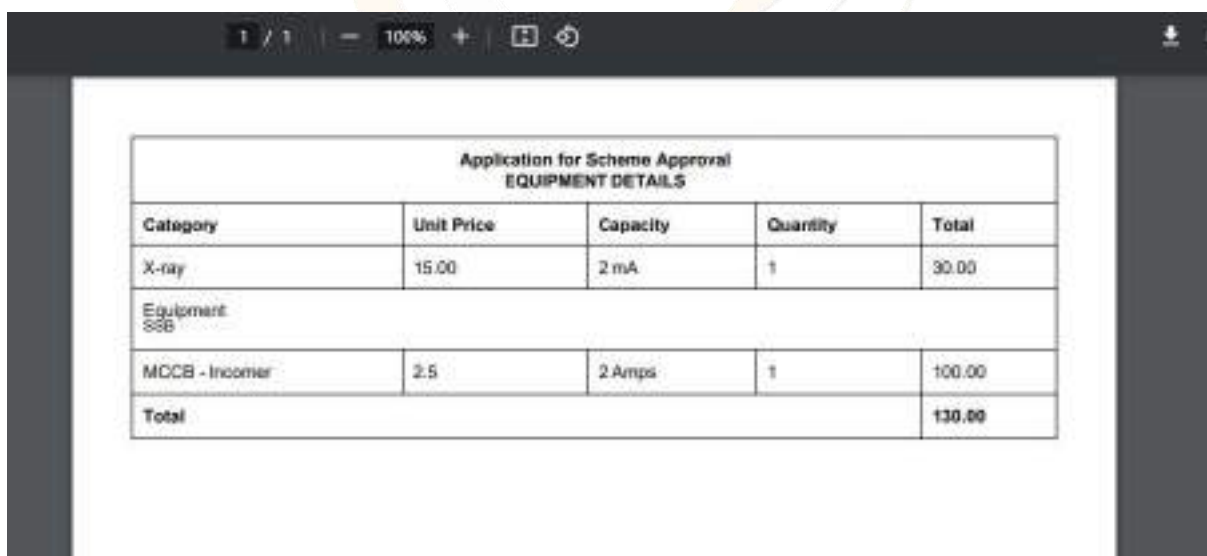 1 / 1 | − 100% + |
Application for Scheme Approval
EQUIPMENT DETAILS
Category Unit Price Capacity Quantity Total
X-ray 15.00 2 mA 1 30.00
Equipment
SSB
MCCB - Incomer 2.5 2 Amps 1 100.00
Total 130.00